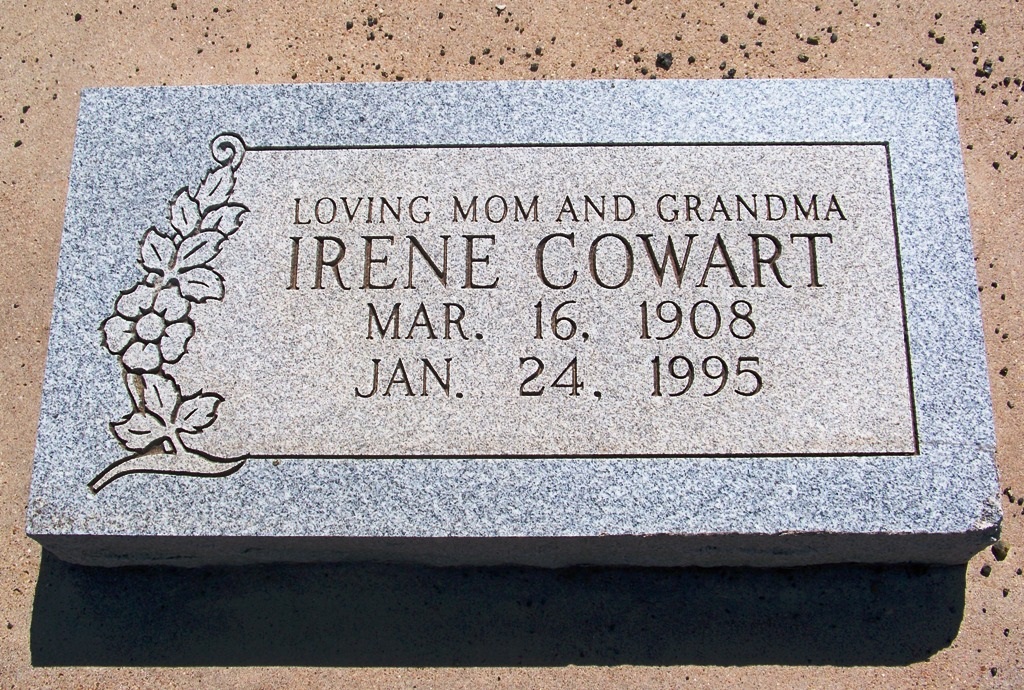 LOVING MOM AND GRANDMA
IRENE COWART
MAR. 16, 1908
JAN. 24, 1995